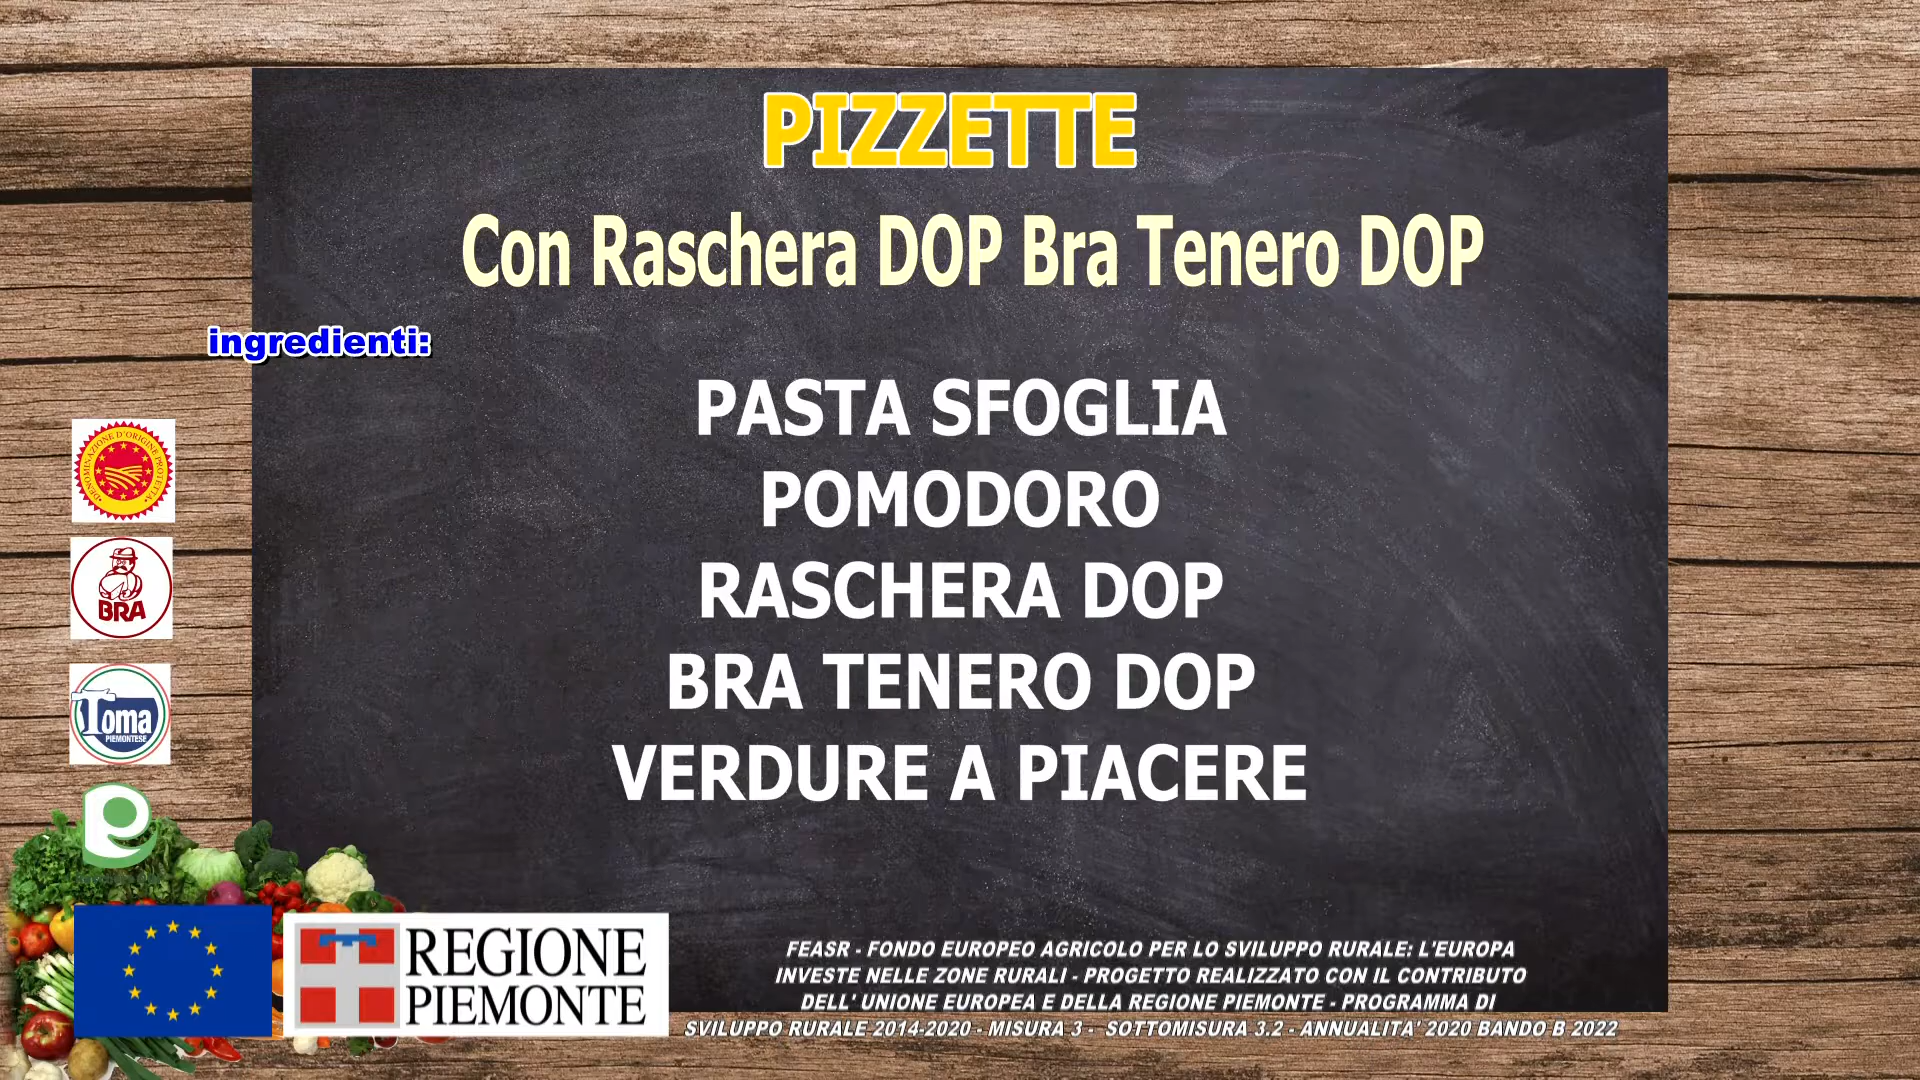 PIZZETTE
Con Raschera DOP Bra Tenero DOP
ingredienti:
PASTA SFOGLIA
POMODORO
RASCHERA DOP
BRA TENERO DOP
VERDURE A PIACERE
DENOMINAZIONE D'ORIGINE PROTETTA
BRA
Toma
PIEMONTESE
REGIONE
PIEMONTE
FEASR - FONDO EUROPEO AGRICOLO PER LO SVILUPPO RURALE: L'EUROPA
INVESTE NELLE ZONE RURALI - PROGETTO REALIZZATO CON IL CONTRIBUTO
DELL' UNIONE EUROPEA E DELLA REGIONE PIEMONTE - PROGRAMMA DI
SVILUPPO RURALE 2014-2020 - MISURA 3 - SOTTOMISURA 3.2 - ANNUALITA' 2020 BANDO B 2022